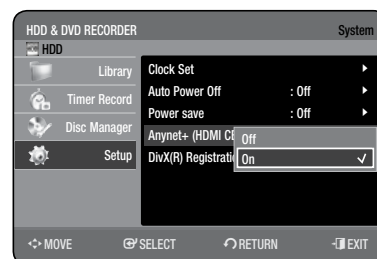 HDD & DVD RECORDER System
HDD
Library
Timer Record
Disc Manager
Setup
Clock Set
Auto Power Off : Off
Power save : Off
Anynet+ (HDMI CE
DivX(R) Registrati
Off
On
MOVE SELECT RETURN EXIT